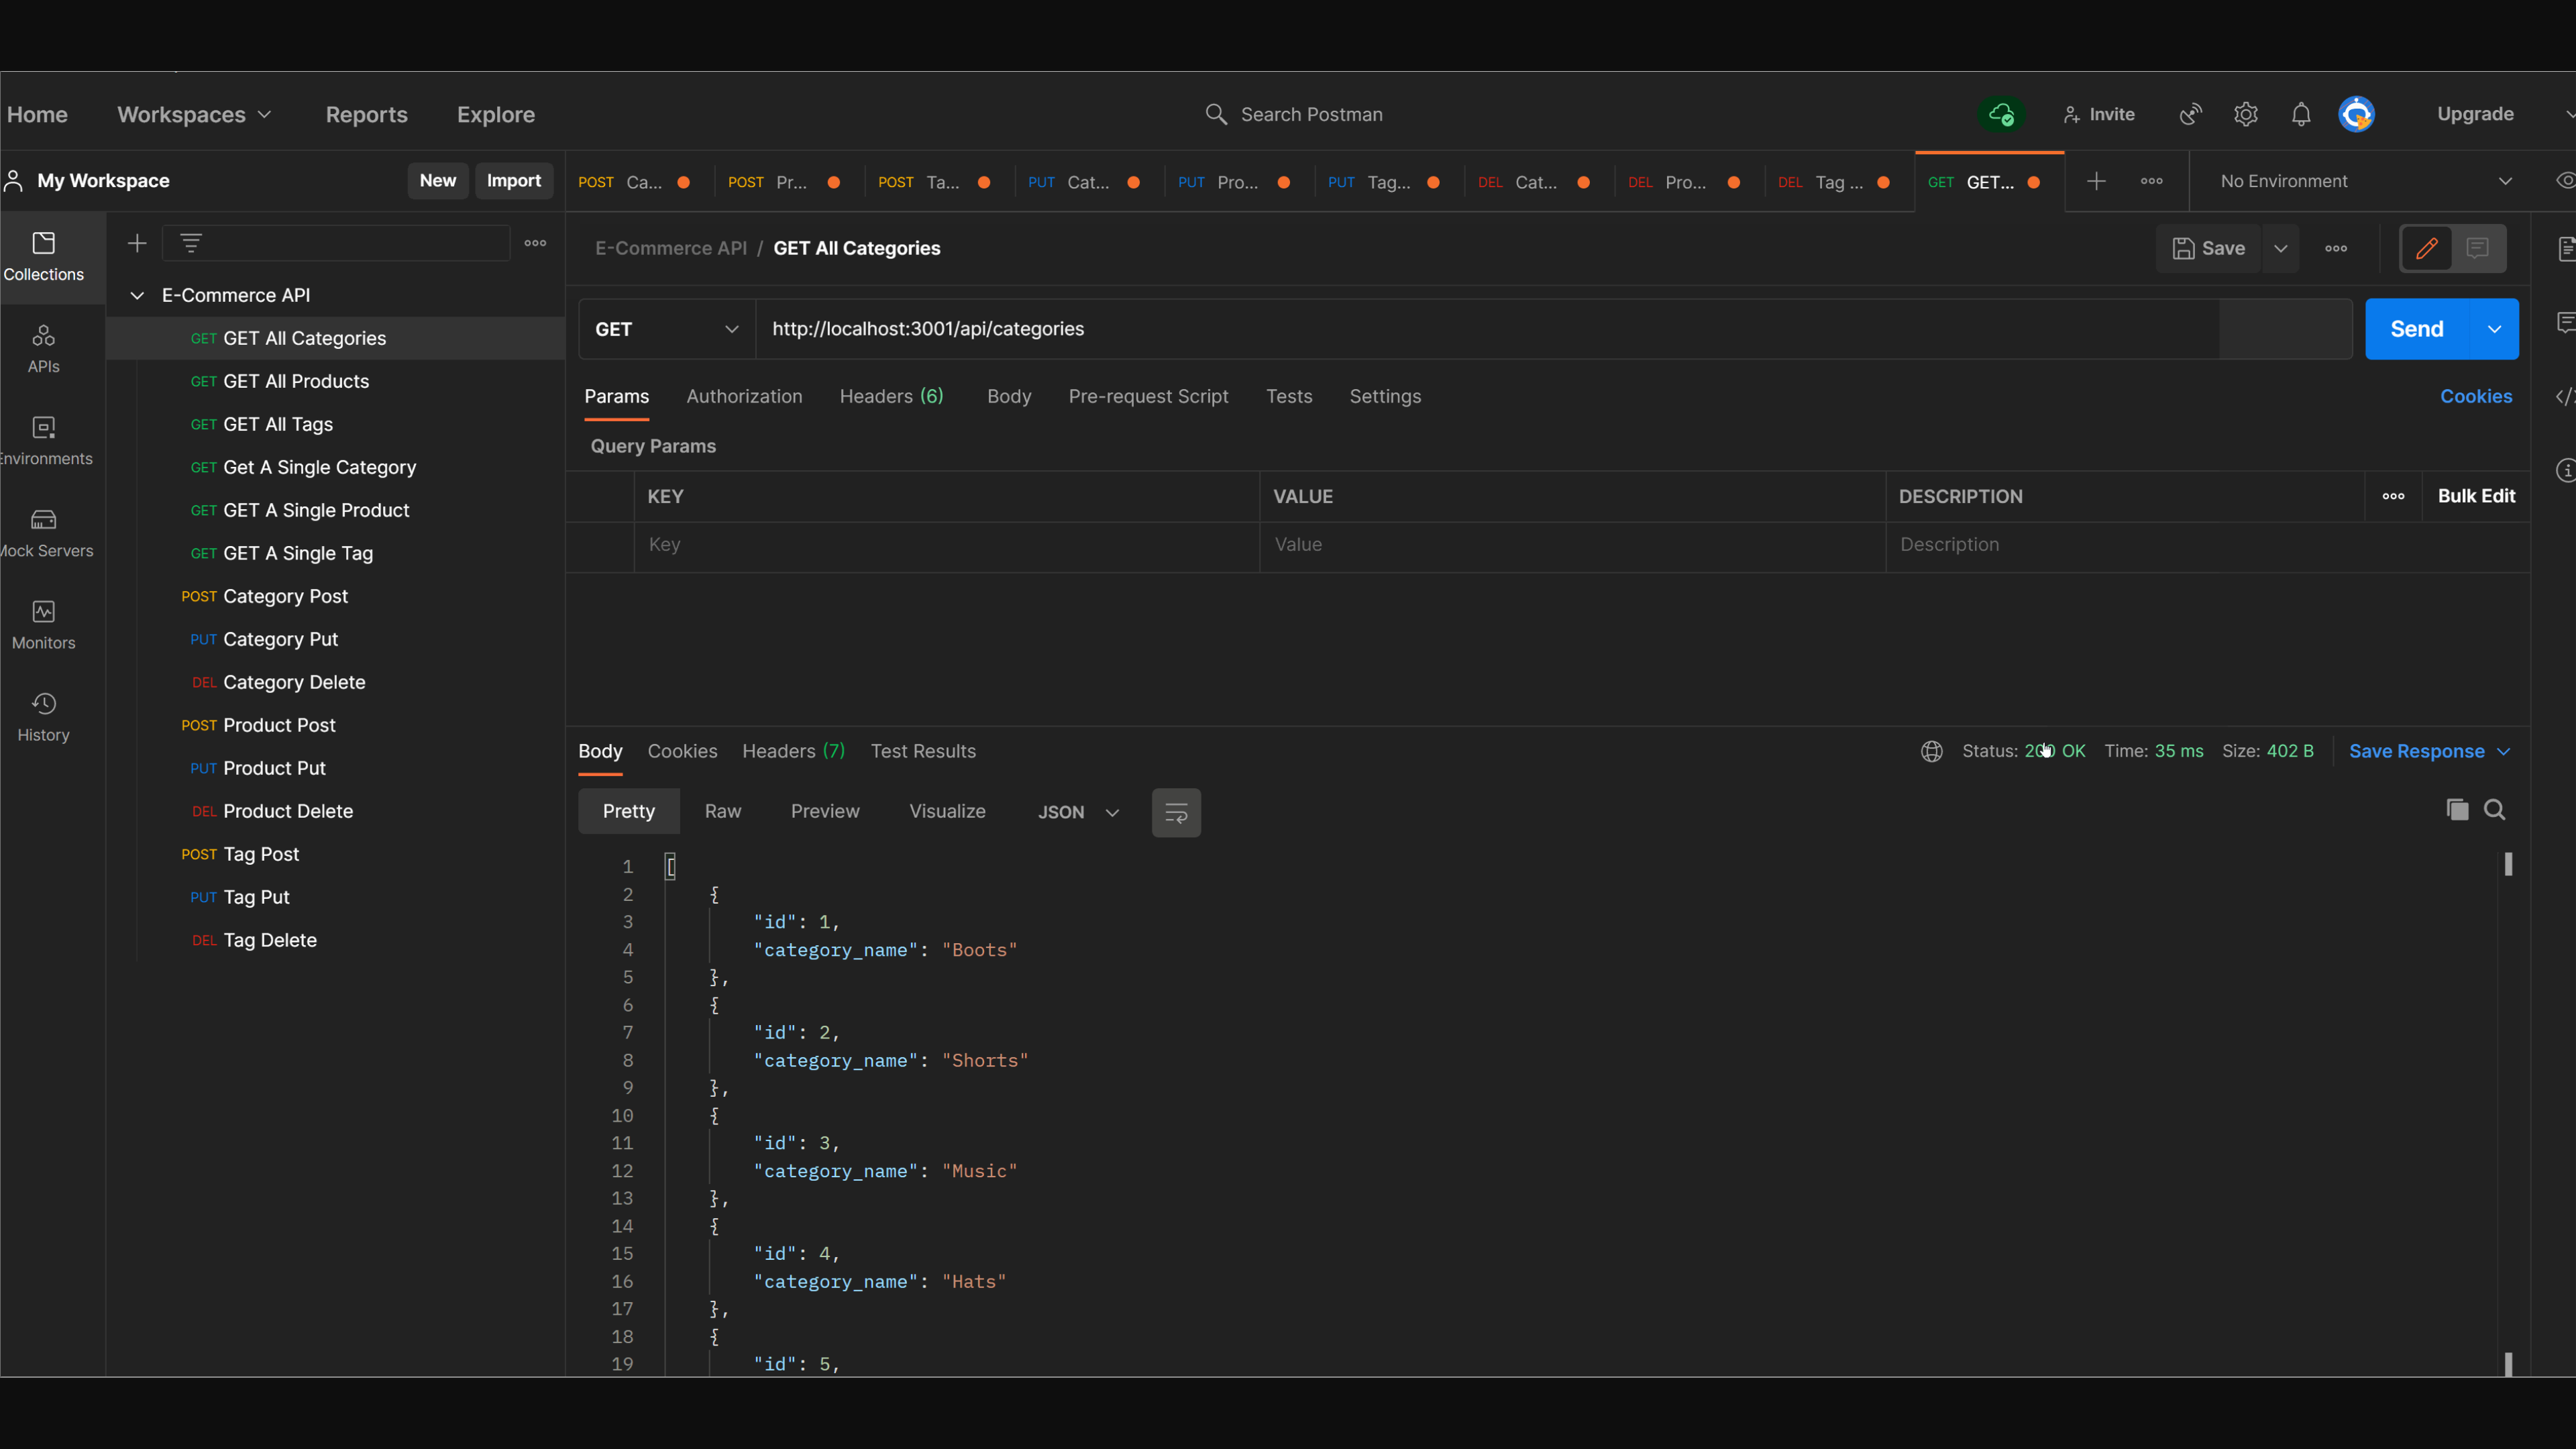 Home Workspaces Reports Explore Search Postman Invite Upgrade
My Workspace New Import POST Ca... POST Pr... POST Ta... PUT Cat... PUT Pro... PUT Tag... DEL Cat... DEL Pro... DEL Tag ... GET GET... No Environment
Collections
APIs
Environments
Mock Servers
Monitors
History
E-Commerce API
GET GET All Categories
GET GET All Products
GET GET All Tags
GET Get A Single Category
GET GET A Single Product
GET GET A Single Tag
POST Category Post
PUT Category Put
DEL Category Delete
POST Product Post
PUT Product Put
DEL Product Delete
POST Tag Post
PUT Tag Put
DEL Tag Delete
E-Commerce API / GET All Categories Save
GET http://localhost:3001/api/categories Send
Params Authorization Headers (6) Body Pre-request Script Tests Settings Cookies
Query Params
KEY VALUE DESCRIPTION Bulk Edit
Key Value Description
Body Cookies Headers (7) Test Results Status: 200 OK Time: 35 ms Size: 402 B Save Response
Pretty Raw Preview Visualize JSON
1 [
2 {
3 "id": 1,
4 "category_name": "Boots"
5 },
6 {
7 "id": 2,
8 "category_name": "Shorts"
9 },
10 {
11 "id": 3,
12 "category_name": "Music"
13 },
14 {
15 "id": 4,
16 "category_name": "Hats"
17 },
18 {
19 "id": 5,